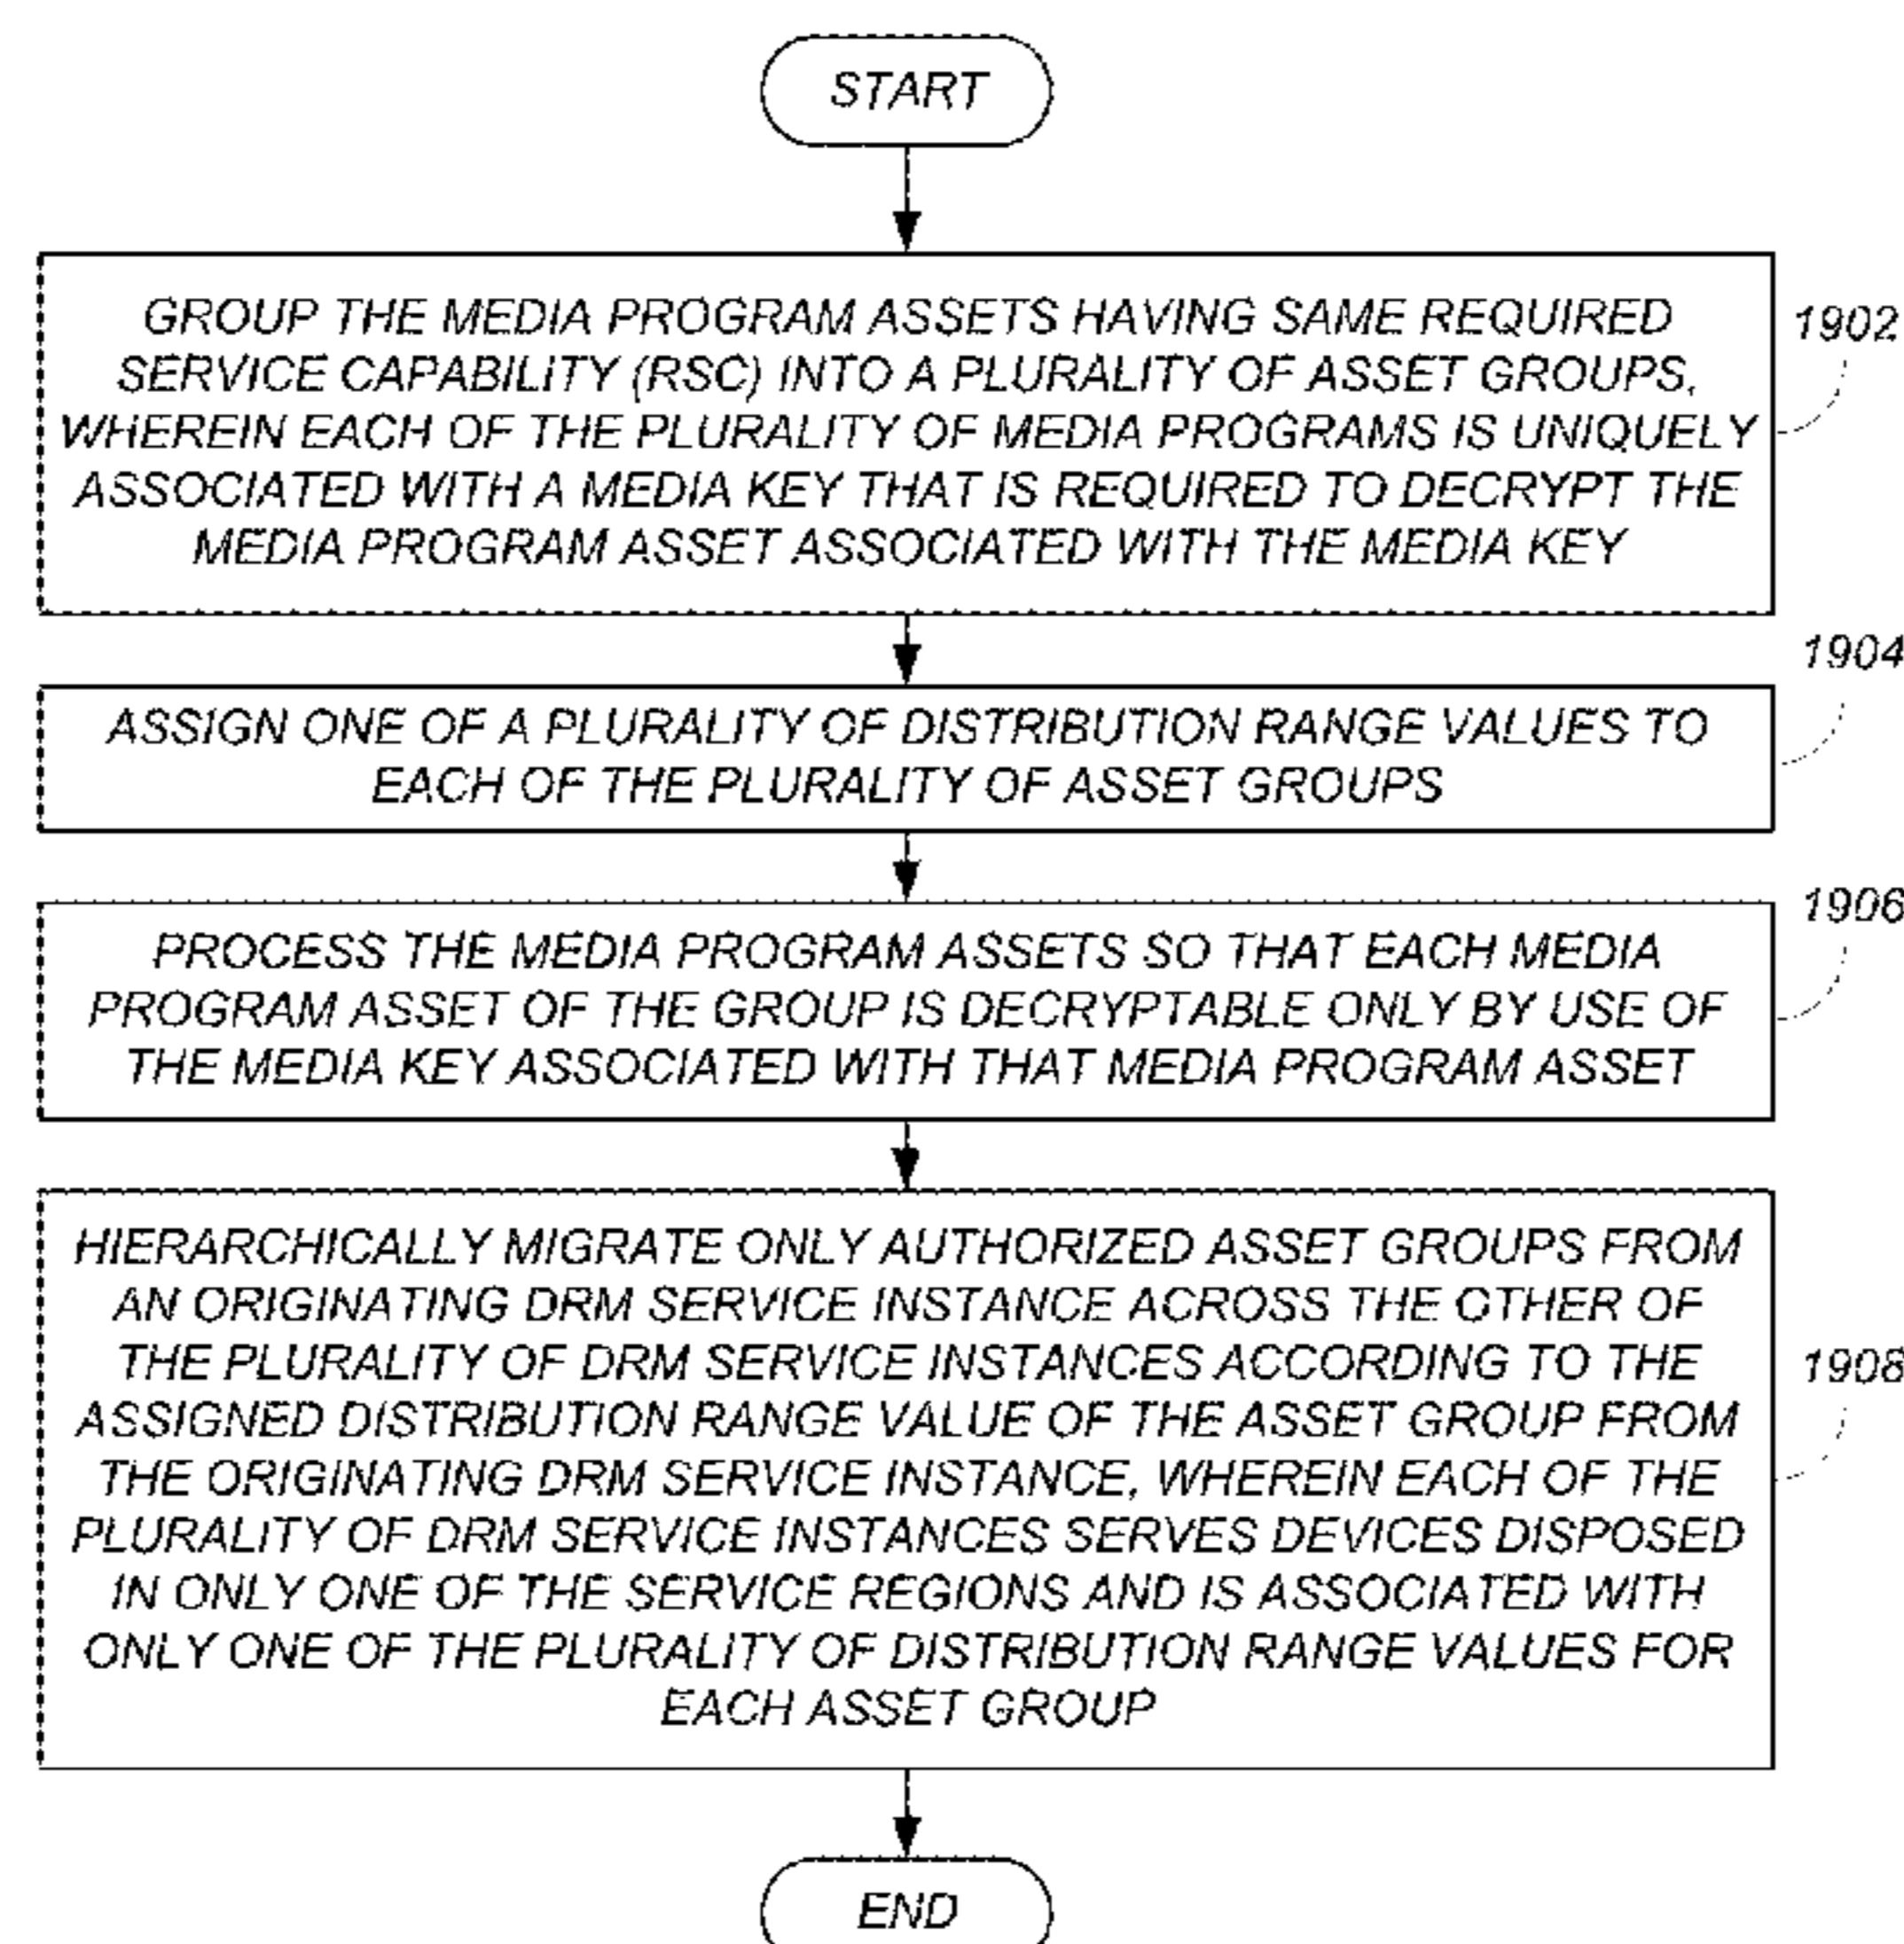 START
GROUP THE MEDIA PROGRAM ASSETS HAVING SAME REQUIRED
SERVICE CAPABILITY (RSC) INTO A PLURALITY OF ASSET GROUPS,
WHEREIN EACH OF THE PLURALITY OF MEDIA PROGRAMS IS UNIQUELY
ASSOCIATED WITH A MEDIA KEY THAT IS REQUIRED TO DECRYPT THE
MEDIA PROGRAM ASSET ASSOCIATED WITH THE MEDIA KEY
1902
ASSIGN ONE OF A PLURALITY OF DISTRIBUTION RANGE VALUES TO
EACH OF THE PLURALITY OF ASSET GROUPS
1904
PROCESS THE MEDIA PROGRAM ASSETS SO THAT EACH MEDIA
PROGRAM ASSET OF THE GROUP IS DECRYPTABLE ONLY BY USE OF
THE MEDIA KEY ASSOCIATED WITH THAT MEDIA PROGRAM ASSET
1906
HIERARCHICALLY MIGRATE ONLY AUTHORIZED ASSET GROUPS FROM
AN ORIGINATING DRM SERVICE INSTANCE ACROSS THE OTHER OF
THE PLURALITY OF DRM SERVICE INSTANCES ACCORDING TO THE
ASSIGNED DISTRIBUTION RANGE VALUE OF THE ASSET GROUP FROM
THE ORIGINATING DRM SERVICE INSTANCE, WHEREIN EACH OF THE
PLURALITY OF DRM SERVICE INSTANCES SERVES DEVICES DISPOSED
IN ONLY ONE OF THE SERVICE REGIONS AND IS ASSOCIATED WITH
ONLY ONE OF THE PLURALITY OF DISTRIBUTION RANGE VALUES FOR
EACH ASSET GROUP
1908
END